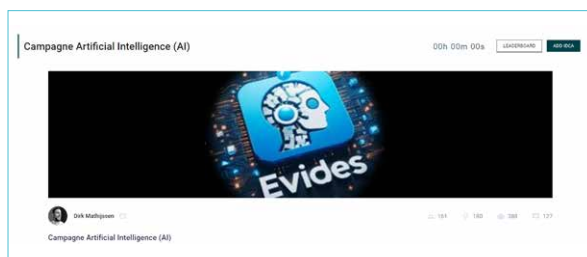 Campagne Artificial Intelligence (AI)
00h 00m 00s
LEADERBOARD
ADD IDEA
Evides
Dirk Mathijssen
161
160
388
127
Campagne Artificial Intelligence (AI)